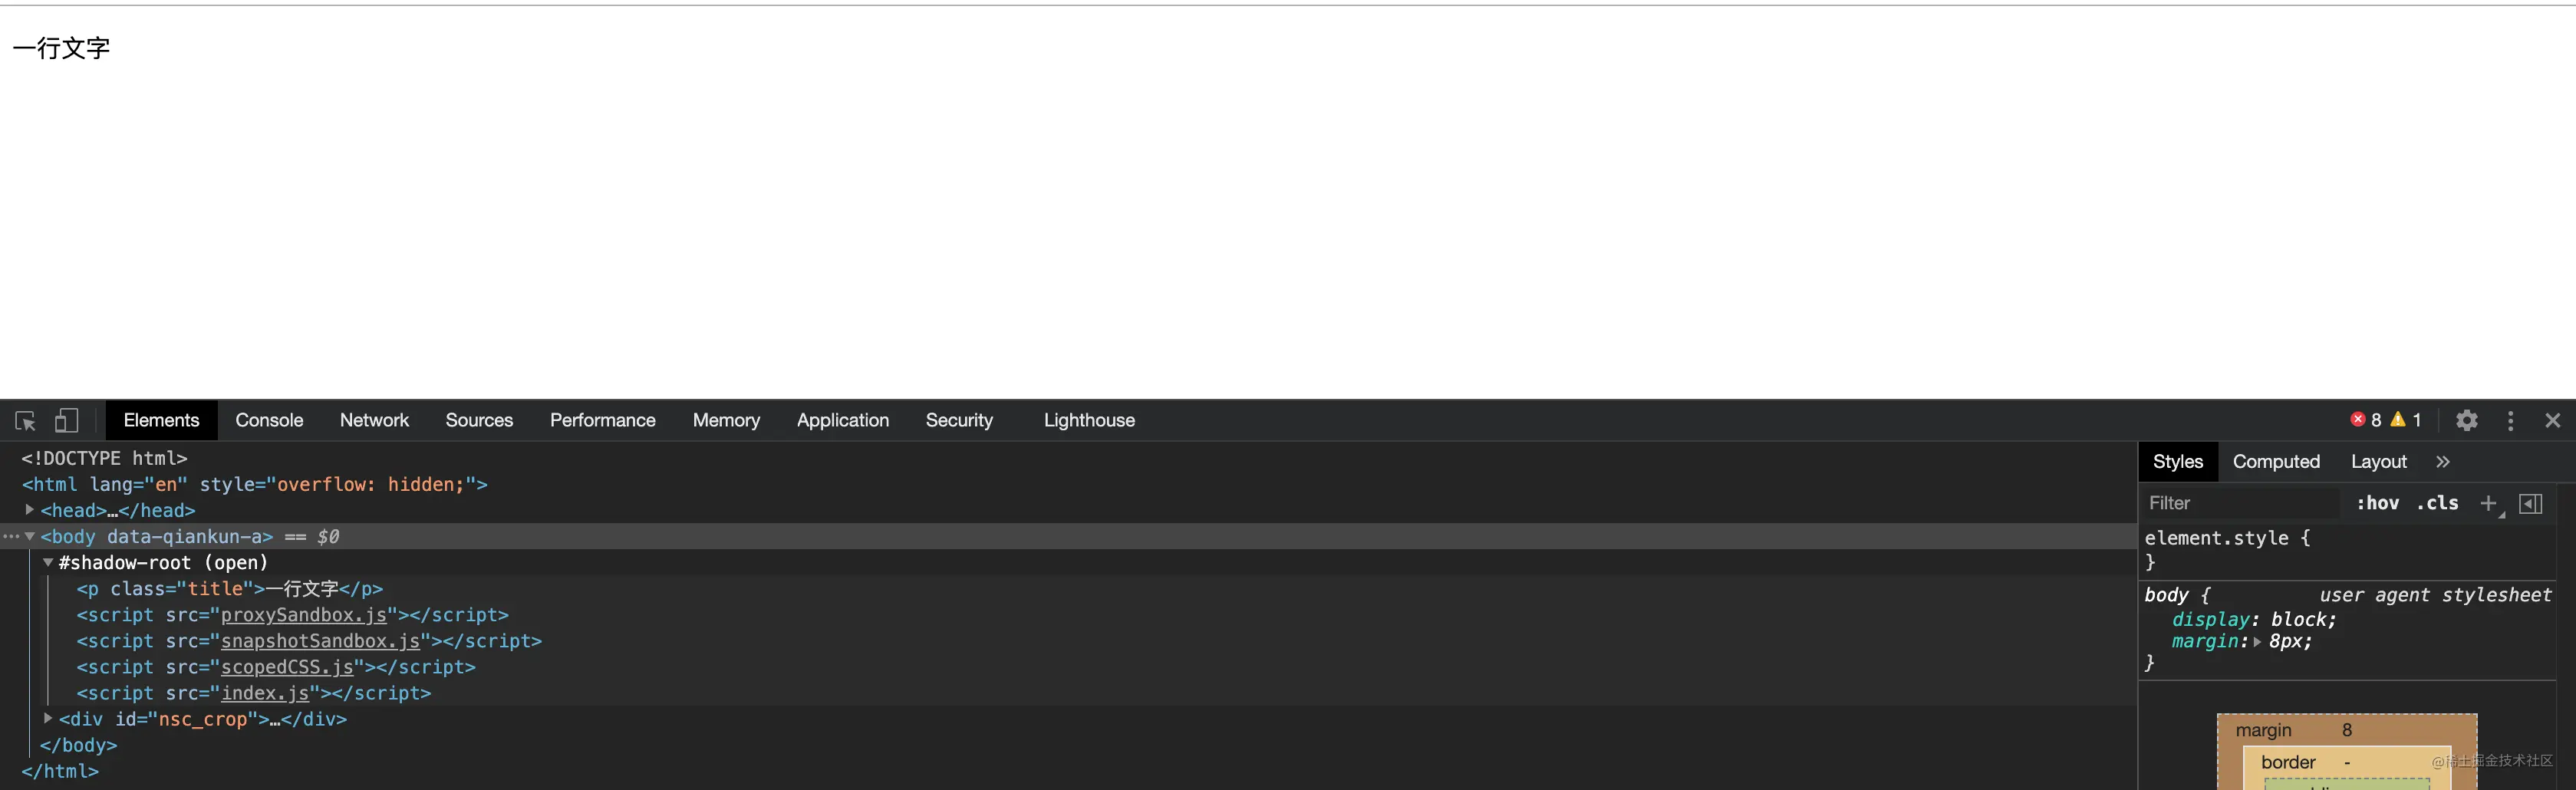 一行文字
Elements Console Network Sources Performance Memory Application Security Lighthouse 8 1
<!DOCTYPE html>
<html lang="en" style="overflow: hidden;">
<head>…</head>
<body data-qiankun-a> == $0
#shadow-root (open)
<p class="title">一行文字</p>
<script src="proxySandbox.js"></script>
<script src="snapshotSandbox.js"></script>
<script src="scopedCSS.js"></script>
<script src="index.js"></script>
<div id="nsc_crop">…</div>
</body>
</html>
Styles Computed Layout »
Filter :hov .cls +
element.style {
}
body { user agent stylesheet
display: block;
margin: 8px;
}
margin 8
border -
@稀土掘金技术社区